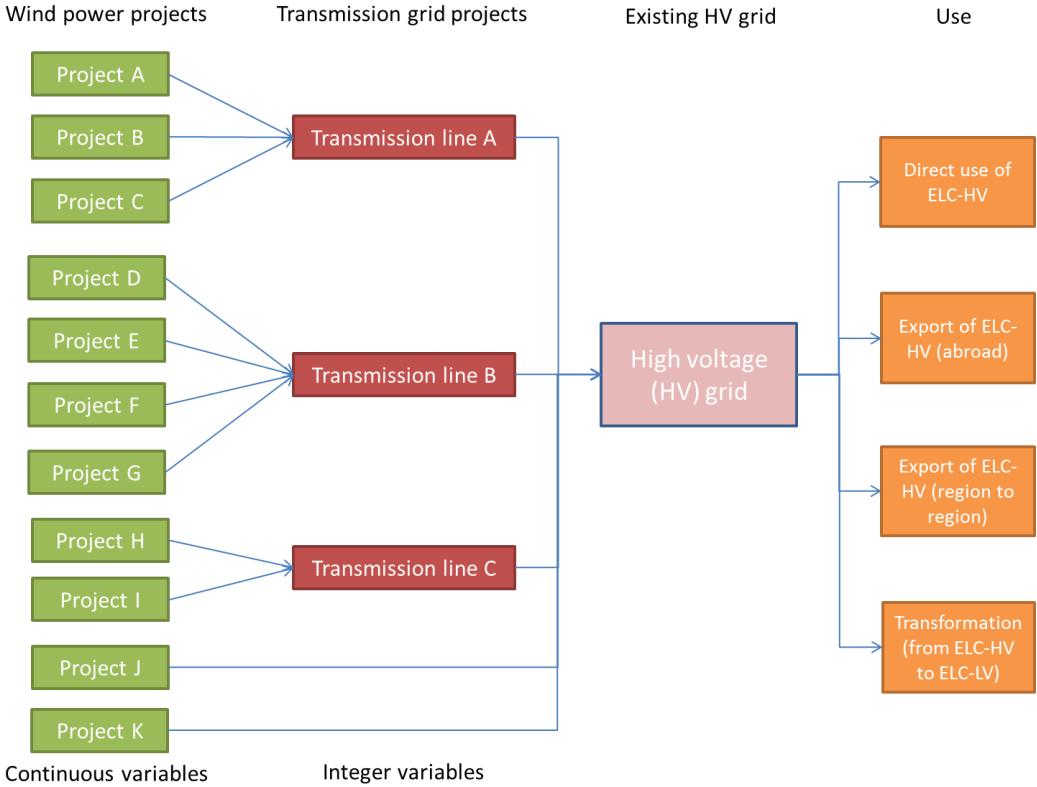 Wind power projects
Transmission grid projects
Existing HV grid
Use
Project A
Project B
Project C
Project D
Project E
Project F
Project G
Project H
Project I
Project J
Project K
Transmission line A
Transmission line B
Transmission line C
High voltage
(HV) grid
Direct use of
ELC-HV
Export of ELC-
HV (abroad)
Export of ELC-
HV (region to
region)
Transformation
(from ELC-HV
to ELC-LV)
Continuous variables
Integer variables